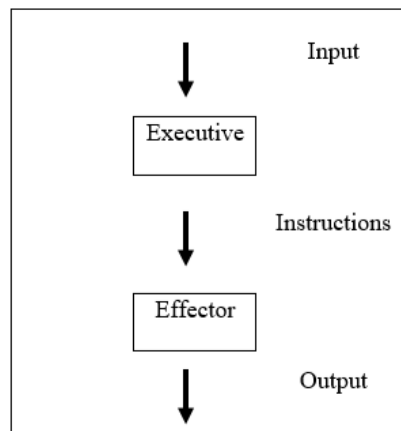 Input
Executive
Instructions
Effector
Output